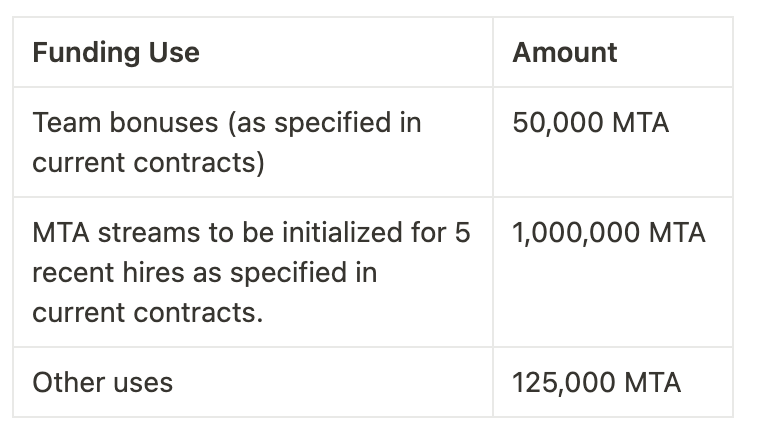 Funding Use
Amount
Team bonuses (as specified in
current contracts)
50,000 MTA
MTA streams to be initialized for 5
recent hires as specified in
current contracts.
1,000,000 MTA
Other uses
125,000 MTA